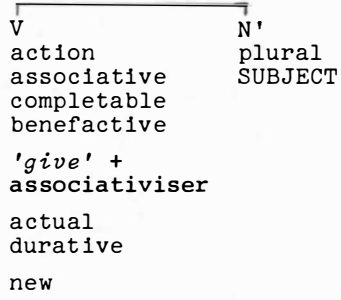 V N'
action plural
associative SUBJECT
completable
benefactive
'give' +
associativiser
actual
durative
new